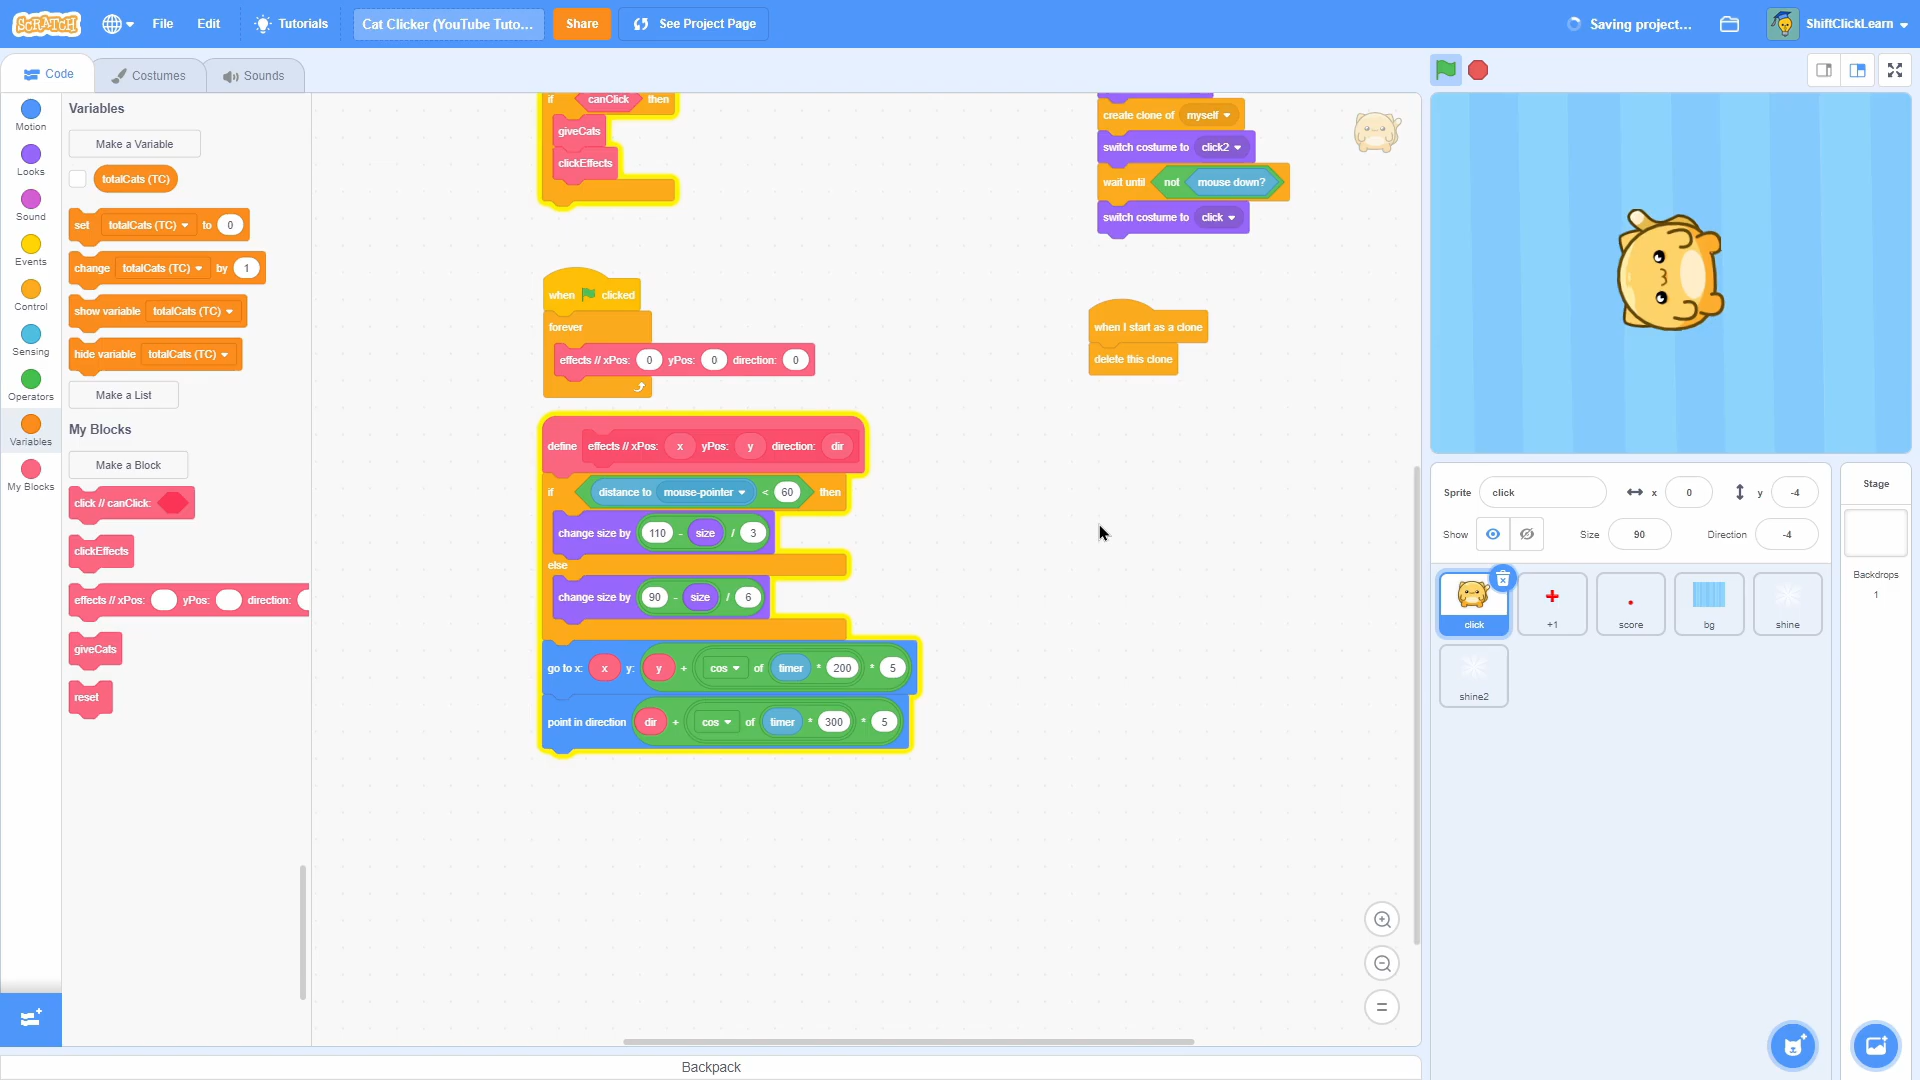 SCRATCH File Edit Tutorials Cat Clicker (YouTube Tuto... Share See Project Page Saving project... ShiftClickLearn
Code Costumes Sounds
Motion
Looks
Sound
Events
Control
Sensing
Operators
Variables
My Blocks
Variables
Make a Variable
totalCats (TC)
set totalCats (TC) to 0
change totalCats (TC) by 1
show variable totalCats (TC)
hide variable totalCats (TC)
Make a List
My Blocks
Make a Block
click // canClick:
clickEffects
effects // xPos: yPos: direction:
giveCats
reset
if canClick then
giveCats
clickEffects
when clicked
forever
effects // xPos: 0 yPos: 0 direction: 0
define effects // xPos: x yPos: y direction: dir
if distance to mouse-pointer < 60 then
change size by 110 - size / 3
else
change size by 90 - size / 6
go to x: x y: y + cos of timer * 200 * 5
point in direction dir + cos of timer * 300 * 5
create clone of myself
switch costume to click2
wait until not mouse down?
switch costume to click
when I start as a clone
delete this clone
Backpack
Sprite click x 0 y -4
Show Size 90 Direction -4
click
+1
score
bg
shine
shine2
Stage
Backdrops
1